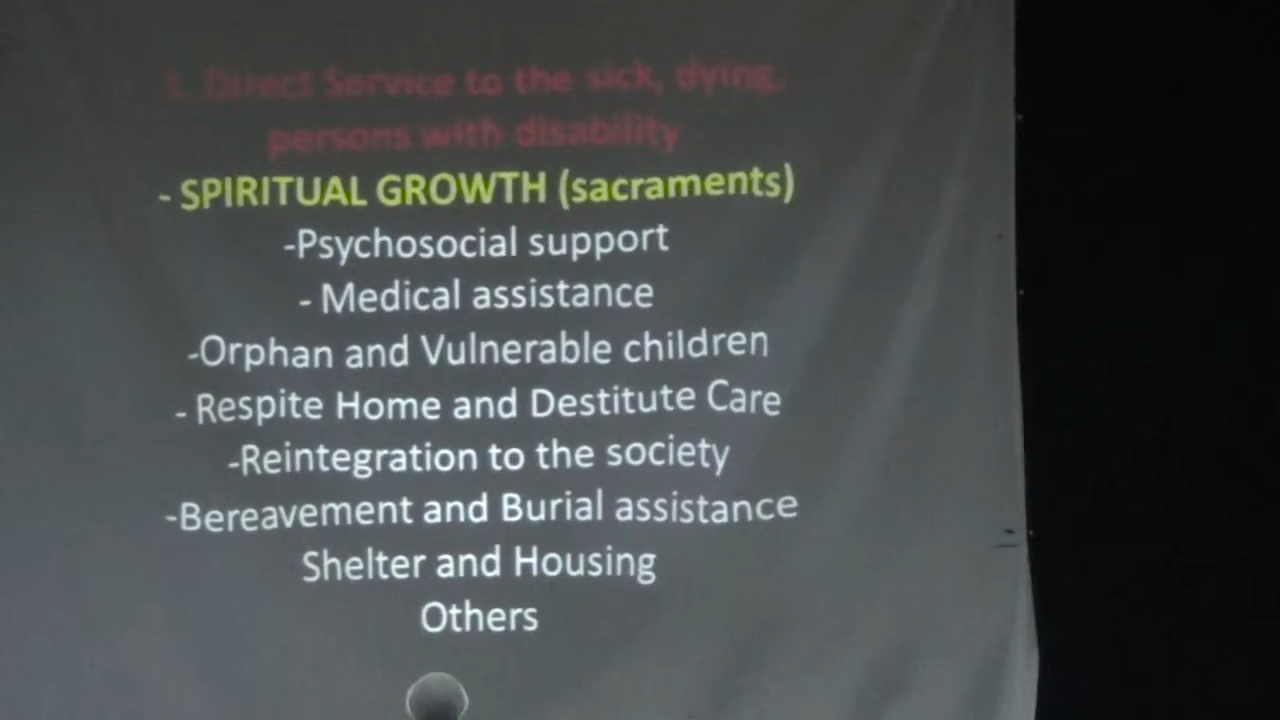 1. Direct Service to the sick, dying,
persons with disability
- SPIRITUAL GROWTH (sacraments)
-Psychosocial support
- Medical assistance
-Orphan and Vulnerable children
- Respite Home and Destitute Care
-Reintegration to the society
-Bereavement and Burial assistance
Shelter and Housing
Others